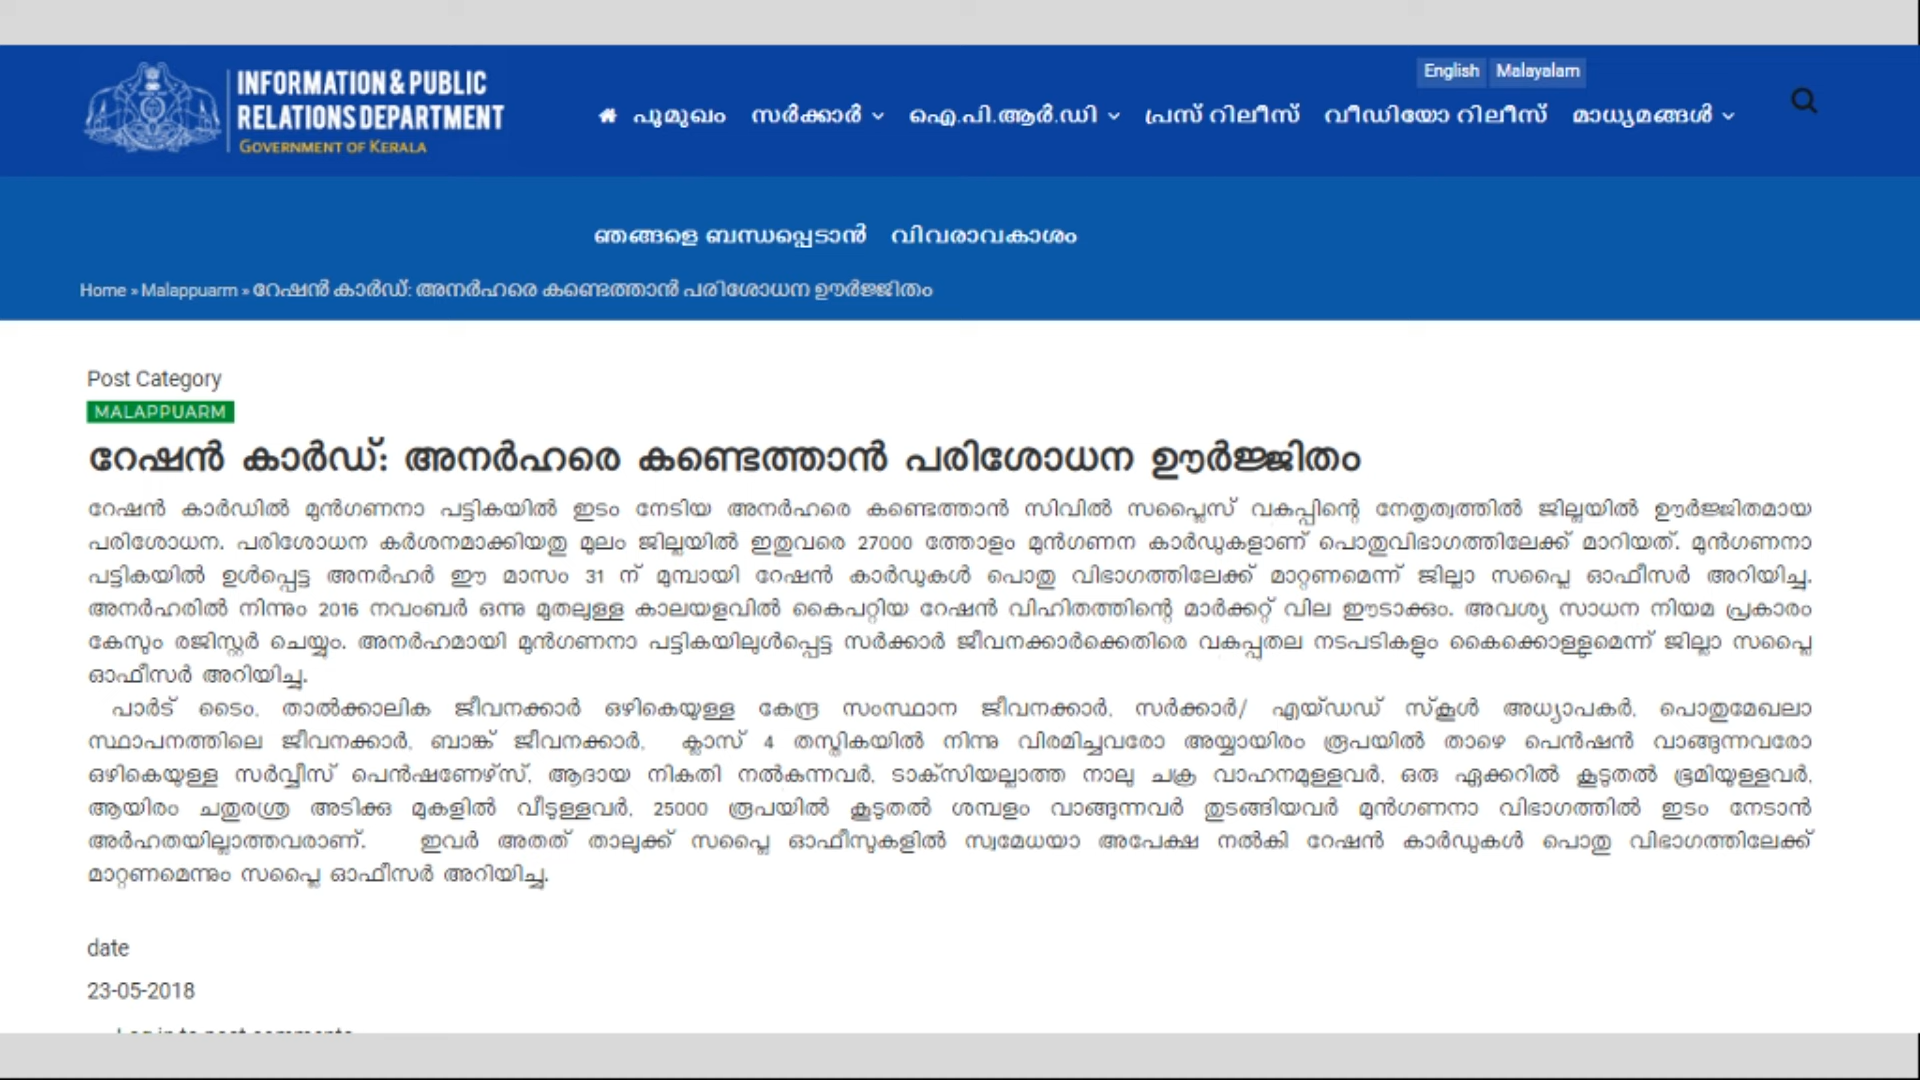 INFORMATION & PUBLIC
RELATIONS DEPARTMENT
GOVERNMENT OF KERALA
English Malayalam
പൂമുഖം സർക്കാർ ഐ.പി.ആർ.ഡി പ്രസ് റിലീസ് വീഡിയോ റിലീസ് മാധ്യമങ്ങൾ
ഞങ്ങളെ ബന്ധപ്പെടാൻ വിവരാവകാശം
Home » Malappuarm » റേഷൻ കാർഡ്: അനർഹരെ കണ്ടെത്താൻ പരിശോധന ഊർജ്ജിതം
Post Category
MALAPPUARM
റേഷൻ കാർഡ്: അനർഹരെ കണ്ടെത്താൻ പരിശോധന ഊർജ്ജിതം
റേഷൻ കാർഡിൽ മുൻഗണനാ പട്ടികയിൽ ഇടം നേടിയ അനർഹരെ കണ്ടെത്താൻ സിവിൽ സപ്ലൈസ് വകുപ്പിന്റെ നേതൃത്വത്തിൽ ജില്ലയിൽ ഊർജ്ജിതമായ
പരിശോധന. പരിശോധന കർശനമാക്കിയതു മൂലം ജില്ലയിൽ ഇതുവരെ 27000 ത്തോളം മുൻഗണന കാർഡുകളാണ് പൊതുവിഭാഗത്തിലേക്ക് മാറിയത്. മുൻഗണനാ
പട്ടികയിൽ ഉൾപ്പെട്ട അനർഹർ ഈ മാസം 31 ന് മുമ്പായി റേഷൻ കാർഡുകൾ പൊതു വിഭാഗത്തിലേക്ക് മാറ്റണമെന്ന് ജില്ലാ സപ്ലൈ ഓഫീസർ അറിയിച്ചു.
അനർഹരിൽ നിന്നും 2016 നവംബർ ഒന്നു മുതലുള്ള കാലയളവിൽ കൈപറ്റിയ റേഷൻ വിഹിതത്തിന്റെ മാർക്കറ്റ് വില ഈടാക്കും. അവശ്യ സാധന നിയമ പ്രകാരം
കേസും രജിസ്റ്റർ ചെയ്യും. അനർഹമായി മുൻഗണനാ പട്ടികയിലുൾപ്പെട്ട സർക്കാർ ജീവനക്കാർക്കെതിരെ വകുപ്പുതല നടപടികളും കൈക്കൊള്ളുമെന്ന് ജില്ലാ സപ്ലൈ
ഓഫീസർ അറിയിച്ചു.
പാർട് ടൈം, താൽക്കാലിക ജീവനക്കാർ ഒഴികെയുള്ള കേന്ദ്ര സംസ്ഥാന ജീവനക്കാർ, സർക്കാർ/ എയ്ഡഡ് സ്കൂൾ അധ്യാപകർ, പൊതുമേഖലാ
സ്ഥാപനത്തിലെ ജീവനക്കാർ, ബാങ്ക് ജീവനക്കാർ, ക്ലാസ് 4 തസ്തികയിൽ നിന്നു വിരമിച്ചവരോ അയ്യായിരം രൂപയിൽ താഴെ പെൻഷൻ വാങ്ങുന്നവരോ
ഒഴികെയുള്ള സർവ്വീസ് പെൻഷണേഴ്സ്, ആദായ നികുതി നൽകുന്നവർ, ടാക്സിയല്ലാത്ത നാലു ചക്ര വാഹനമുള്ളവർ, ഒരു ഏക്കറിൽ കൂടുതൽ ഭൂമിയുള്ളവർ,
ആയിരം ചതുരശ്ര അടിക്കു മുകളിൽ വീടുള്ളവർ, 25000 രൂപയിൽ കൂടുതൽ ശമ്പളം വാങ്ങുന്നവർ തുടങ്ങിയവർ മുൻഗണനാ വിഭാഗത്തിൽ ഇടം നേടാൻ
അർഹതയില്ലാത്തവരാണ്. ഇവർ അതത് താലൂക്ക് സപ്ലൈ ഓഫീസുകളിൽ സ്വമേധയാ അപേക്ഷ നൽകി റേഷൻ കാർഡുകൾ പൊതു വിഭാഗത്തിലേക്ക്
മാറ്റണമെന്നും സപ്ലൈ ഓഫീസർ അറിയിച്ചു.
date
23-05-2018
Log in to post comments